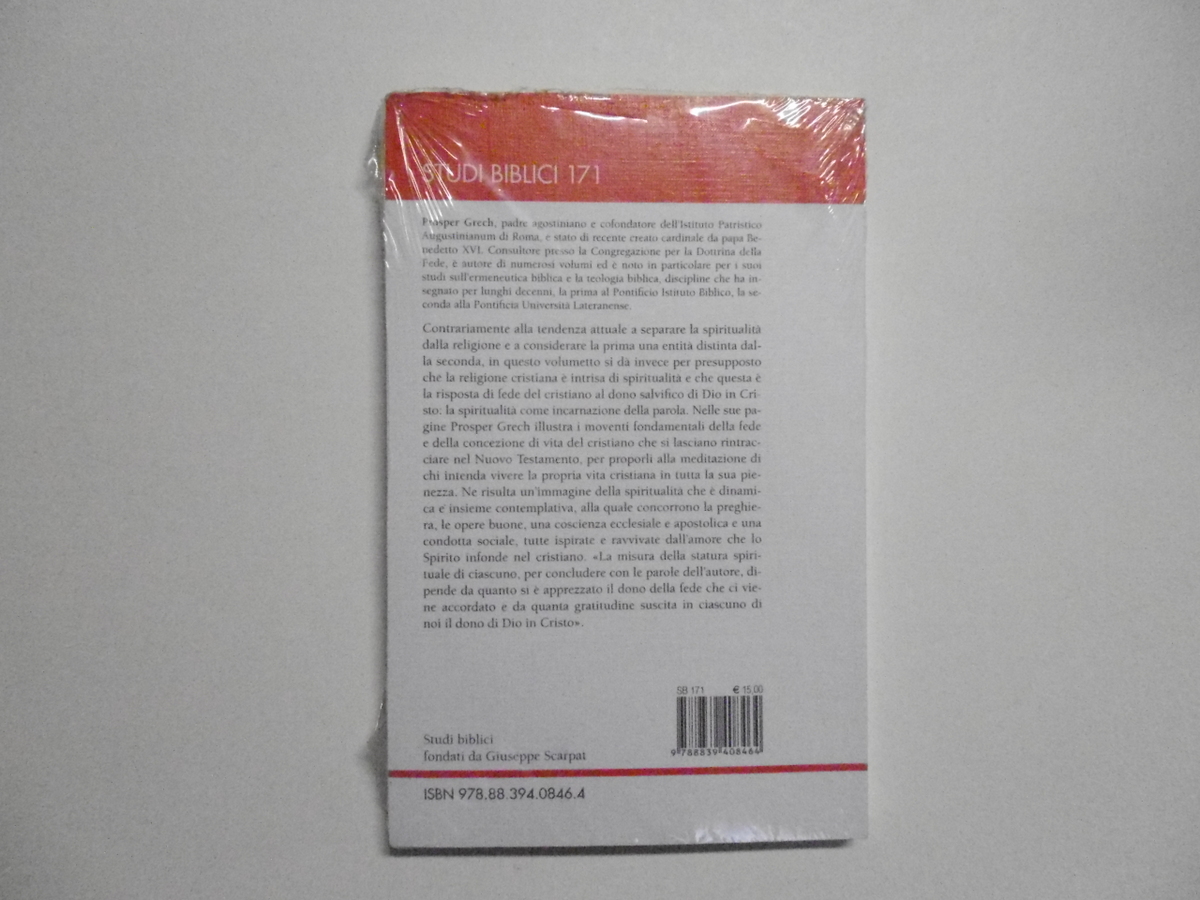 STUDI BIBLICI 171
Prosper Grech, padre agostiniano e cofondatore dell'Istituto Patristico
Augustinianum di Roma, è stato di recente creato cardinale da papa Be-
nedetto XVI. Consultore presso la Congregazione per la Dottrina della
Fede, è autore di numerosi volumi ed è noto in particolare per i suoi
studi sull'ermeneutica biblica e la teologia biblica, discipline che ha in-
segnato per lunghi decenni, la prima al Pontificio Istituto Biblico, la se-
conda alla Pontificia Università Lateranense.
Contrariamente alla tendenza attuale a separare la spiritualità
dalla religione e a considerare la prima una entità distinta dal-
la seconda, in questo volumetto si dà invece per presupposto
che la religione cristiana è intrisa di spiritualità e che questa è
la risposta di fede del cristiano al dono salvifico di Dio in Cri-
sto: la spiritualità come incarnazione della parola. Nelle sue pa-
gine Prosper Grech illustra i moventi fondamentali della fede
e della concezione di vita del cristiano che si lasciano rintrac-
ciare nel Nuovo Testamento, per proporli alla meditazione di
chi intenda vivere la propria vita cristiana in tutta la sua pie-
nezza. Ne risulta un'immagine della spiritualità che è dinami-
ca e insieme contemplativa, alla quale concorrono la preghie-
ra, le opere buone, una coscienza ecclesiale e apostolica e una
condotta sociale, tutte ispirate e ravvivate dall'amore che lo
Spirito infonde nel cristiano. «La misura della statura spiri-
tuale di ciascuno, per concludere con le parole dell'autore, di-
pende da quanto si è apprezzato il dono della fede che ci vie-
ne accordato e da quanta gratitudine suscita in ciascuno di
noi il dono di Dio in Cristo».
SB 171 € 15,00
9 788839 408464
Studi biblici
fondati da Giuseppe Scarpat
ISBN 978.88.394.0846.4